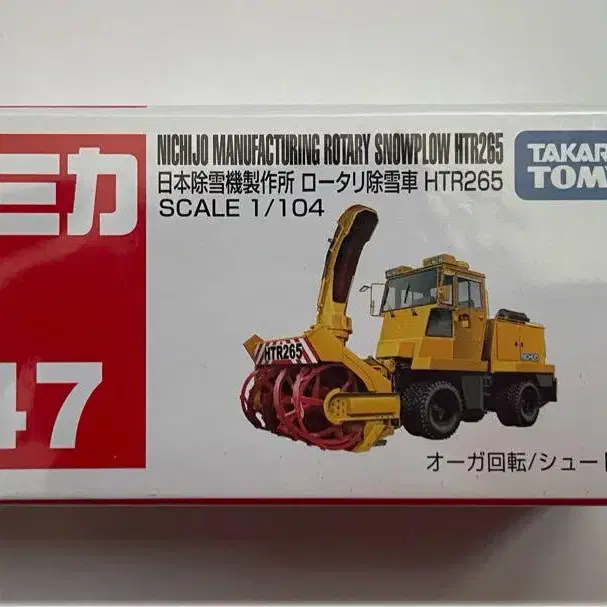 ミカ
47
NICHIJO MANUFACTURING ROTARY SNOWPLOW HTR265
日本除雪機製作所 ロータリ除雪車 HTR265
SCALE 1/104
TAKAR
TOM
HTR265
NICHIJO
オーガ回転/シュート